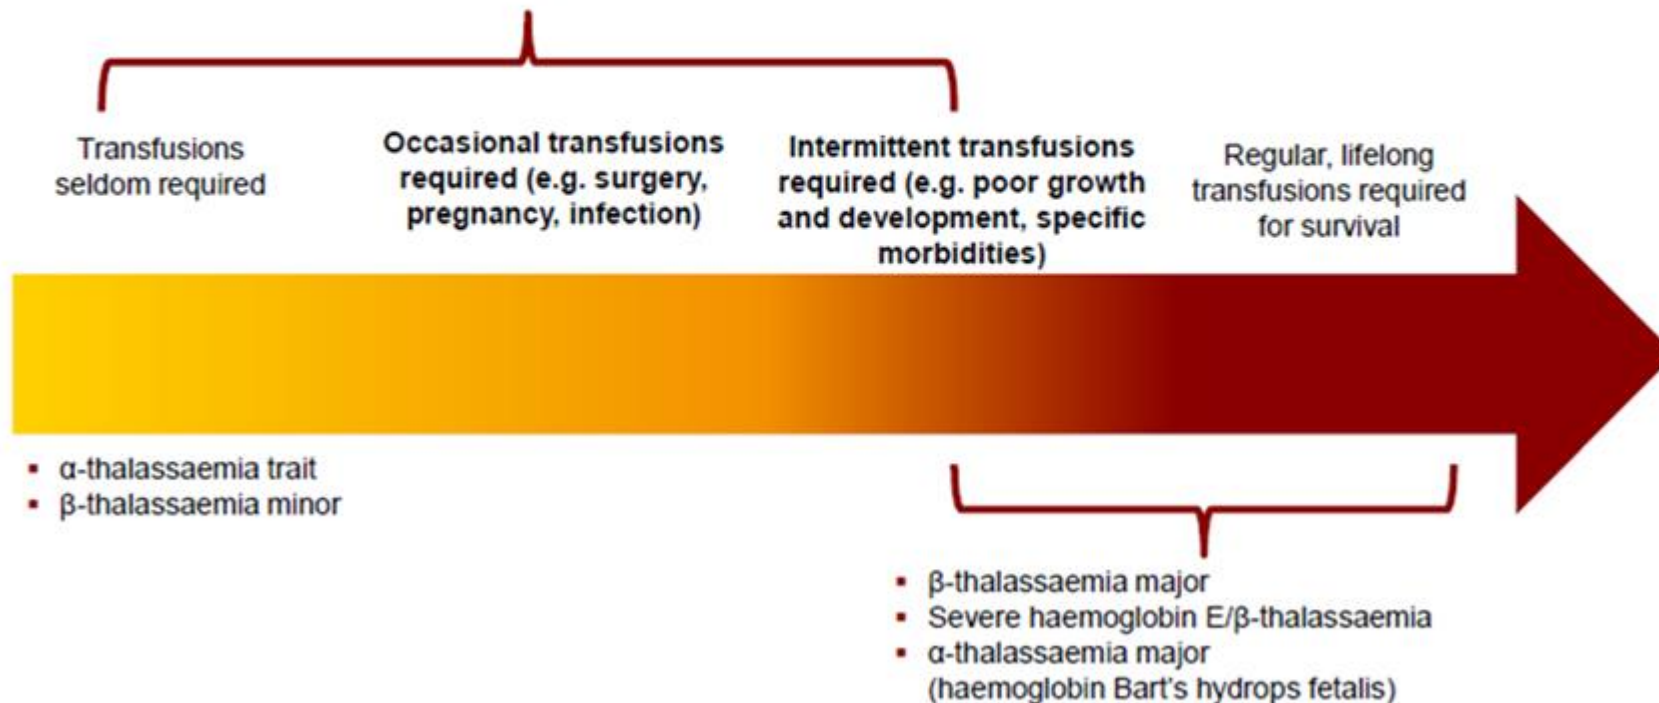 Transfusions
seldom required
Occasional transfusions
required (e.g. surgery,
pregnancy, infection)
Intermittent transfusions
required (e.g. poor growth
and development, specific
morbidities)
Regular, lifelong
transfusions required
for survival
▪ α-thalassaemia trait
▪ β-thalassaemia minor
▪ β-thalassaemia major
▪ Severe haemoglobin E/β-thalassaemia
▪ α-thalassaemia major
(haemoglobin Bart's hydrops fetalis)